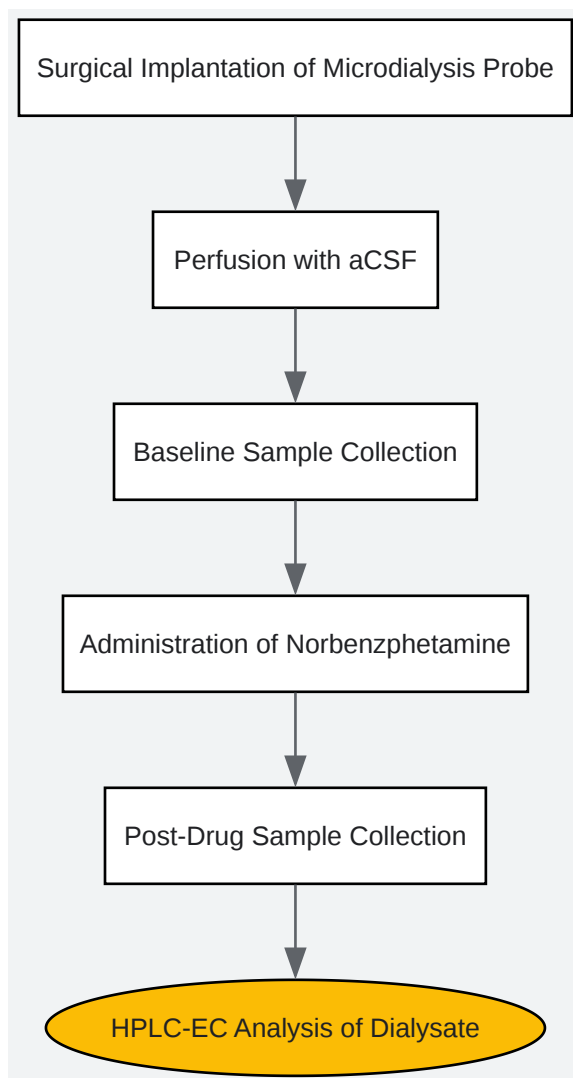 Surgical Implantation of Microdialysis Probe
Perfusion with aCSF
Baseline Sample Collection
Administration of Norbenzphetamine
Post-Drug Sample Collection
HPLC-EC Analysis of Dialysate